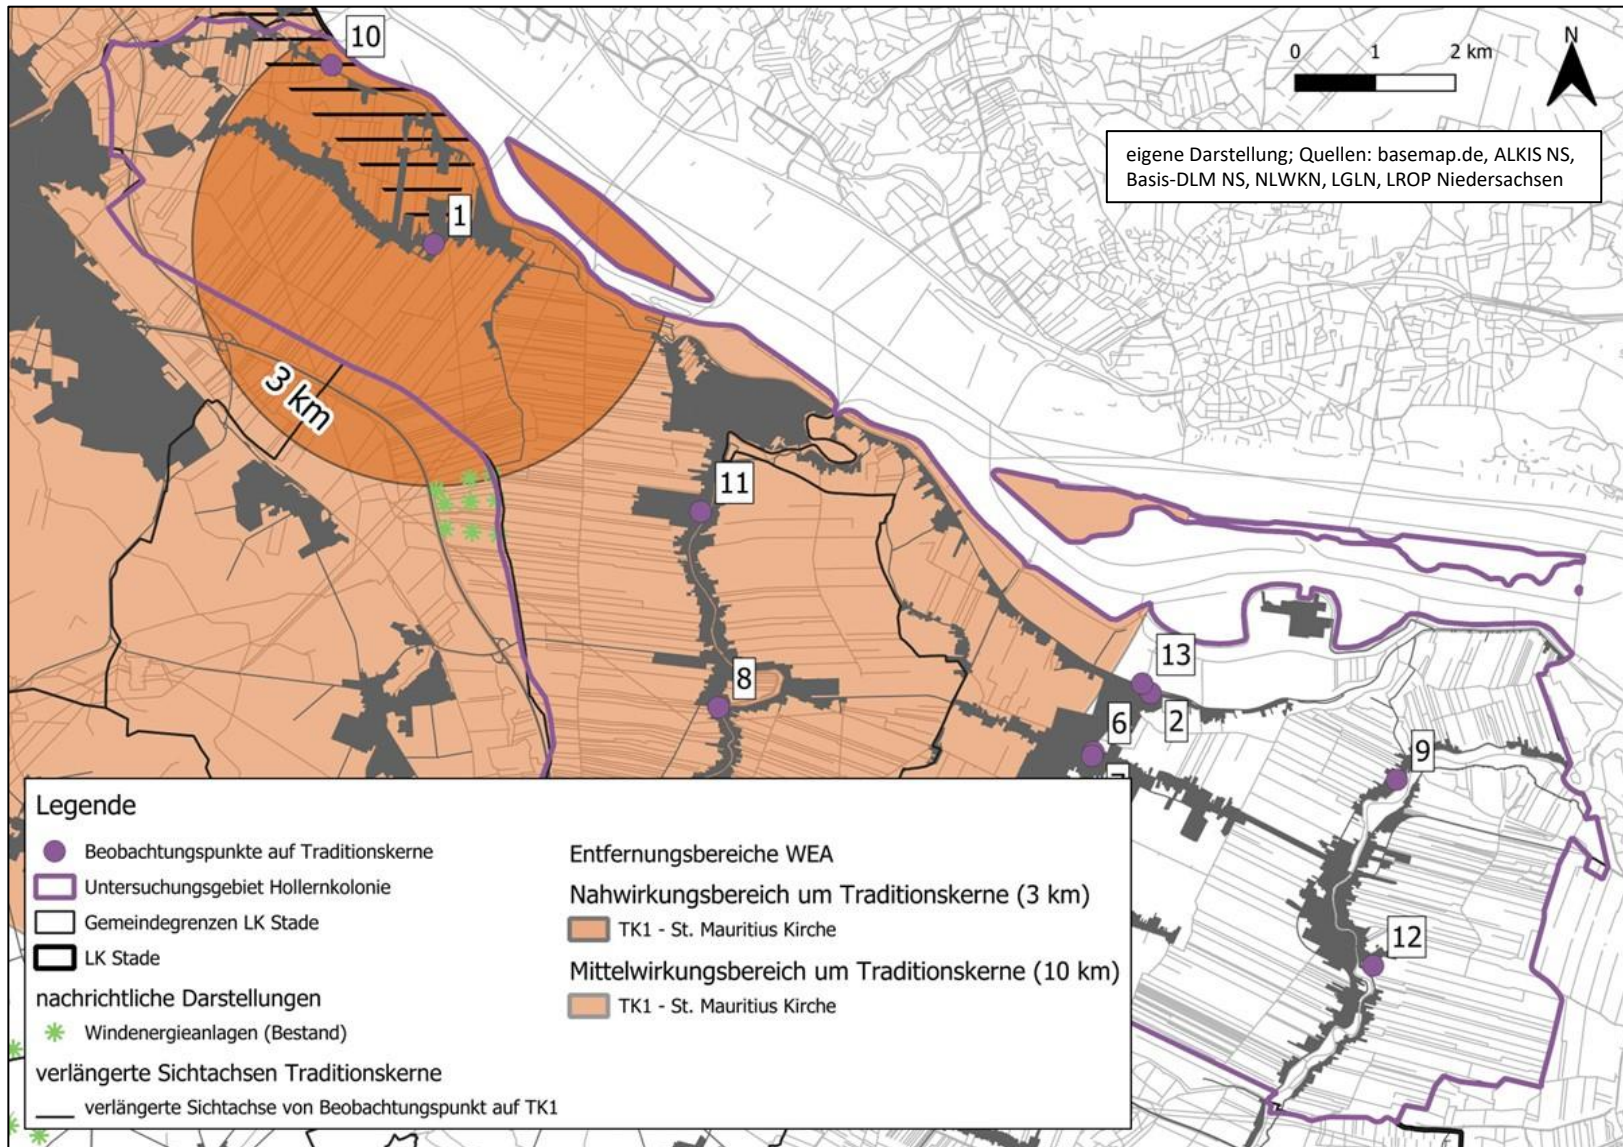 10
0 1 2 km
N
eigene Darstellung; Quellen: basemap.de, ALKIS NS,
Basis-DLM NS, NLWKN, LGLN, LROP Niedersachsen
1
3 km
11
8
13
6
2
9
12
Legende
Beobachtungspunkte auf Traditionskerne
Untersuchungsgebiet Hollernkolonie
Gemeindegrenzen LK Stade
LK Stade
nachrichtliche Darstellungen
Windenergieanlagen (Bestand)
verlängerte Sichtachsen Traditionskerne
verlängerte Sichtachse von Beobachtungspunkt auf TK1
Entfernungsbereiche WEA
Nahwirkungsbereich um Traditionskerne (3 km)
TK1 - St. Mauritius Kirche
Mittelwirkungsbereich um Traditionskerne (10 km)
TK1 - St. Mauritius Kirche